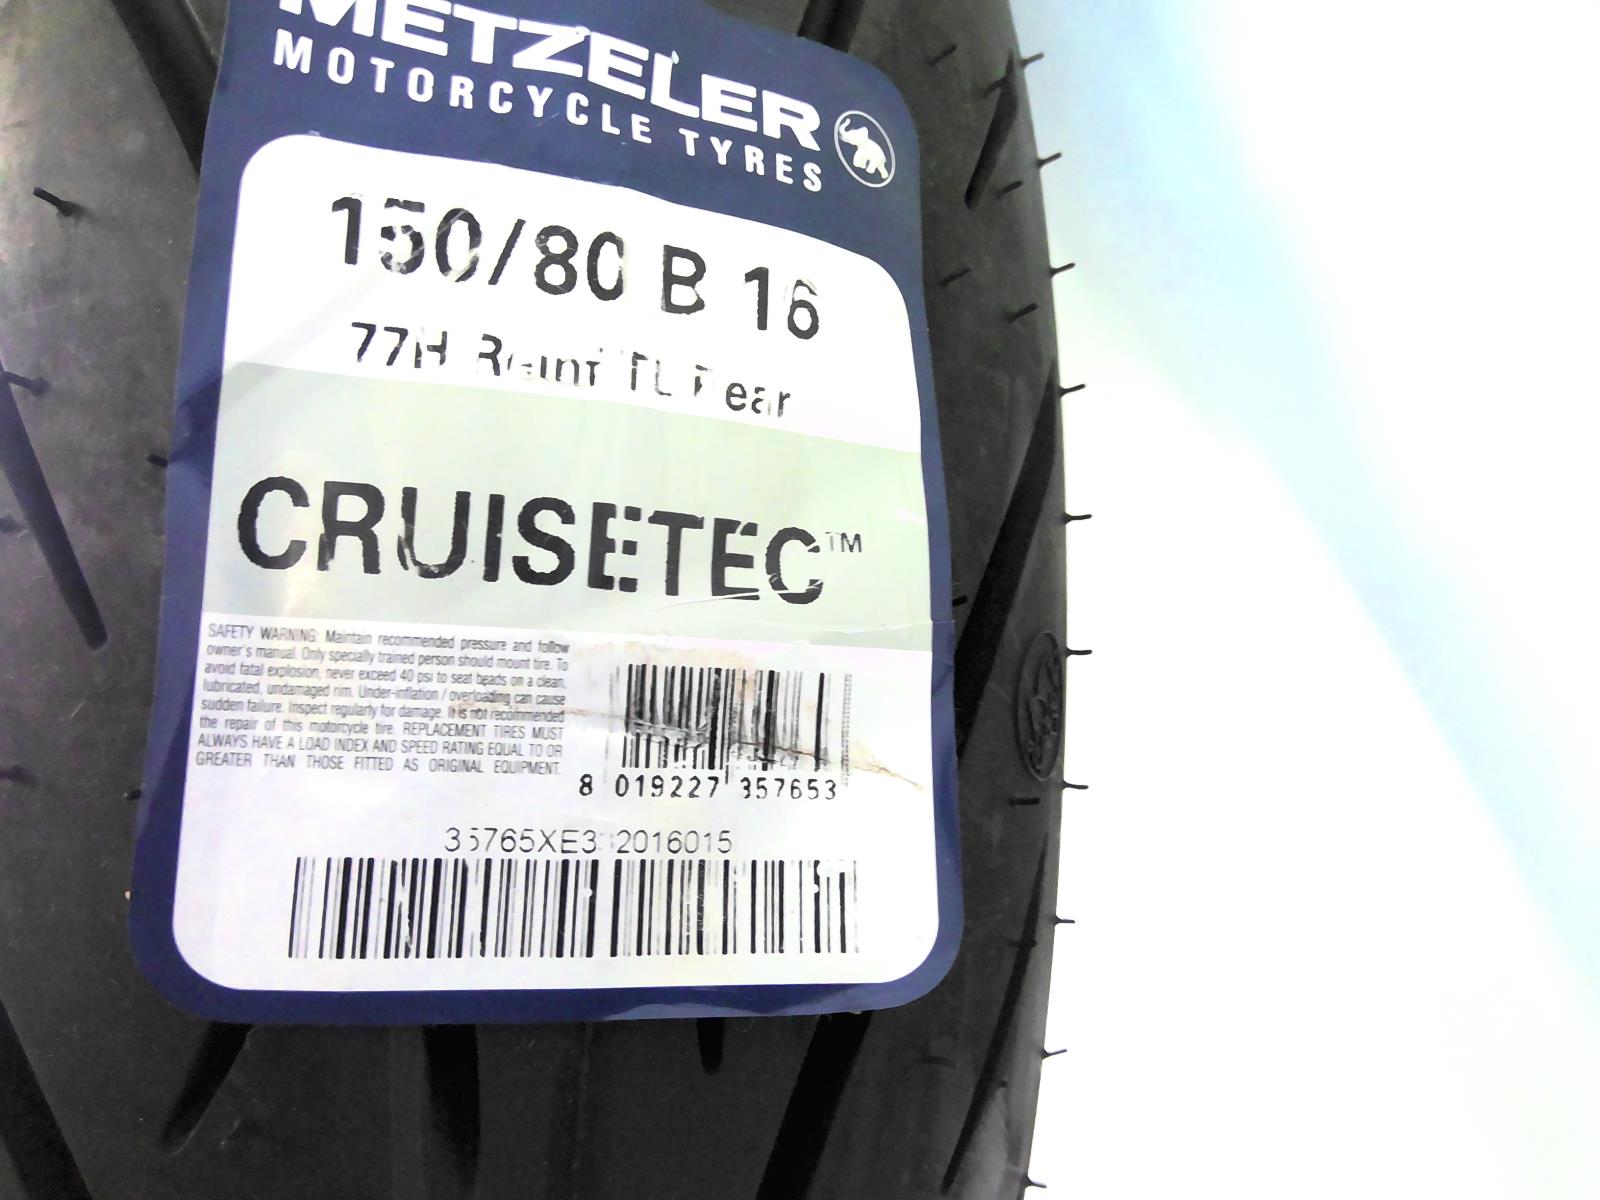 METZELER
MOTORCYCLE TYRES
150/80 B 16
77H Reinf TL Rear
CRUISETEC™
SAFETY WARNING: Maintain recommended pressure and follow
owner's manual. Only specially trained person should mount tire. To
avoid fatal explosion, never exceed 40 psi to seat beads on a clean,
lubricated, undamaged rim. Under-inflation / overloading can cause
sudden failure. Inspect regularly for damage. It is not recommended
the repair of this motorcycle tire. REPLACEMENT TIRES MUST
ALWAYS HAVE A LOAD INDEX AND SPEED RATING EQUAL TO OR
GREATER THAN THOSE FITTED AS ORIGINAL EQUIPMENT.
8 019227 357653